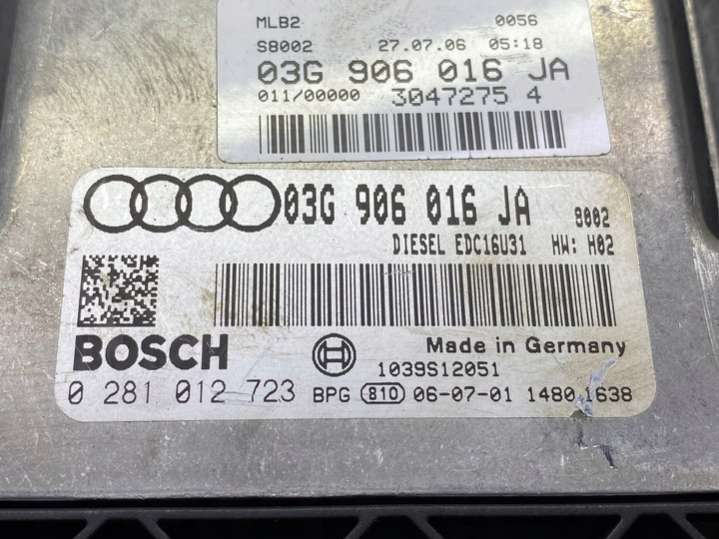 MLB2 0056
S8002 27.07.06 05:18
03G 906 016 JA
011/00000 3047275 4
03G 906 016 JA 8002
DIESEL EDC16U31 HW: H02
BOSCH Made in Germany
1039S12051
0 281 012 723 BPG 810 06-07-01 1480 1638